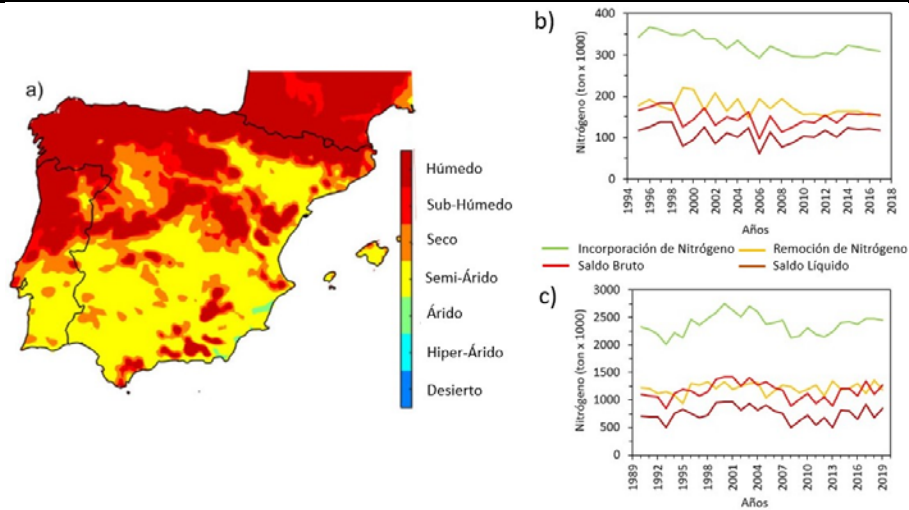 a)
Húmedo
Sub-Húmedo
Seco
Semi-Árido
Árido
Hiper-Árido
Desierto
b)
Nitrógeno (ton x 1000)
400
300
200
100
0
1994
1996
1998
2000
2002
2004
2006
2008
2010
2012
2014
2016
2018
Años
Incorporación de Nitrógeno
Remoción de Nitrógeno
Saldo Bruto
Saldo Líquido
c)
Nitrógeno (ton x 1000)
3000
2500
2000
1500
1000
500
0
1989
1992
1995
1998
2001
2004
2007
2010
2013
2016
2019
Años